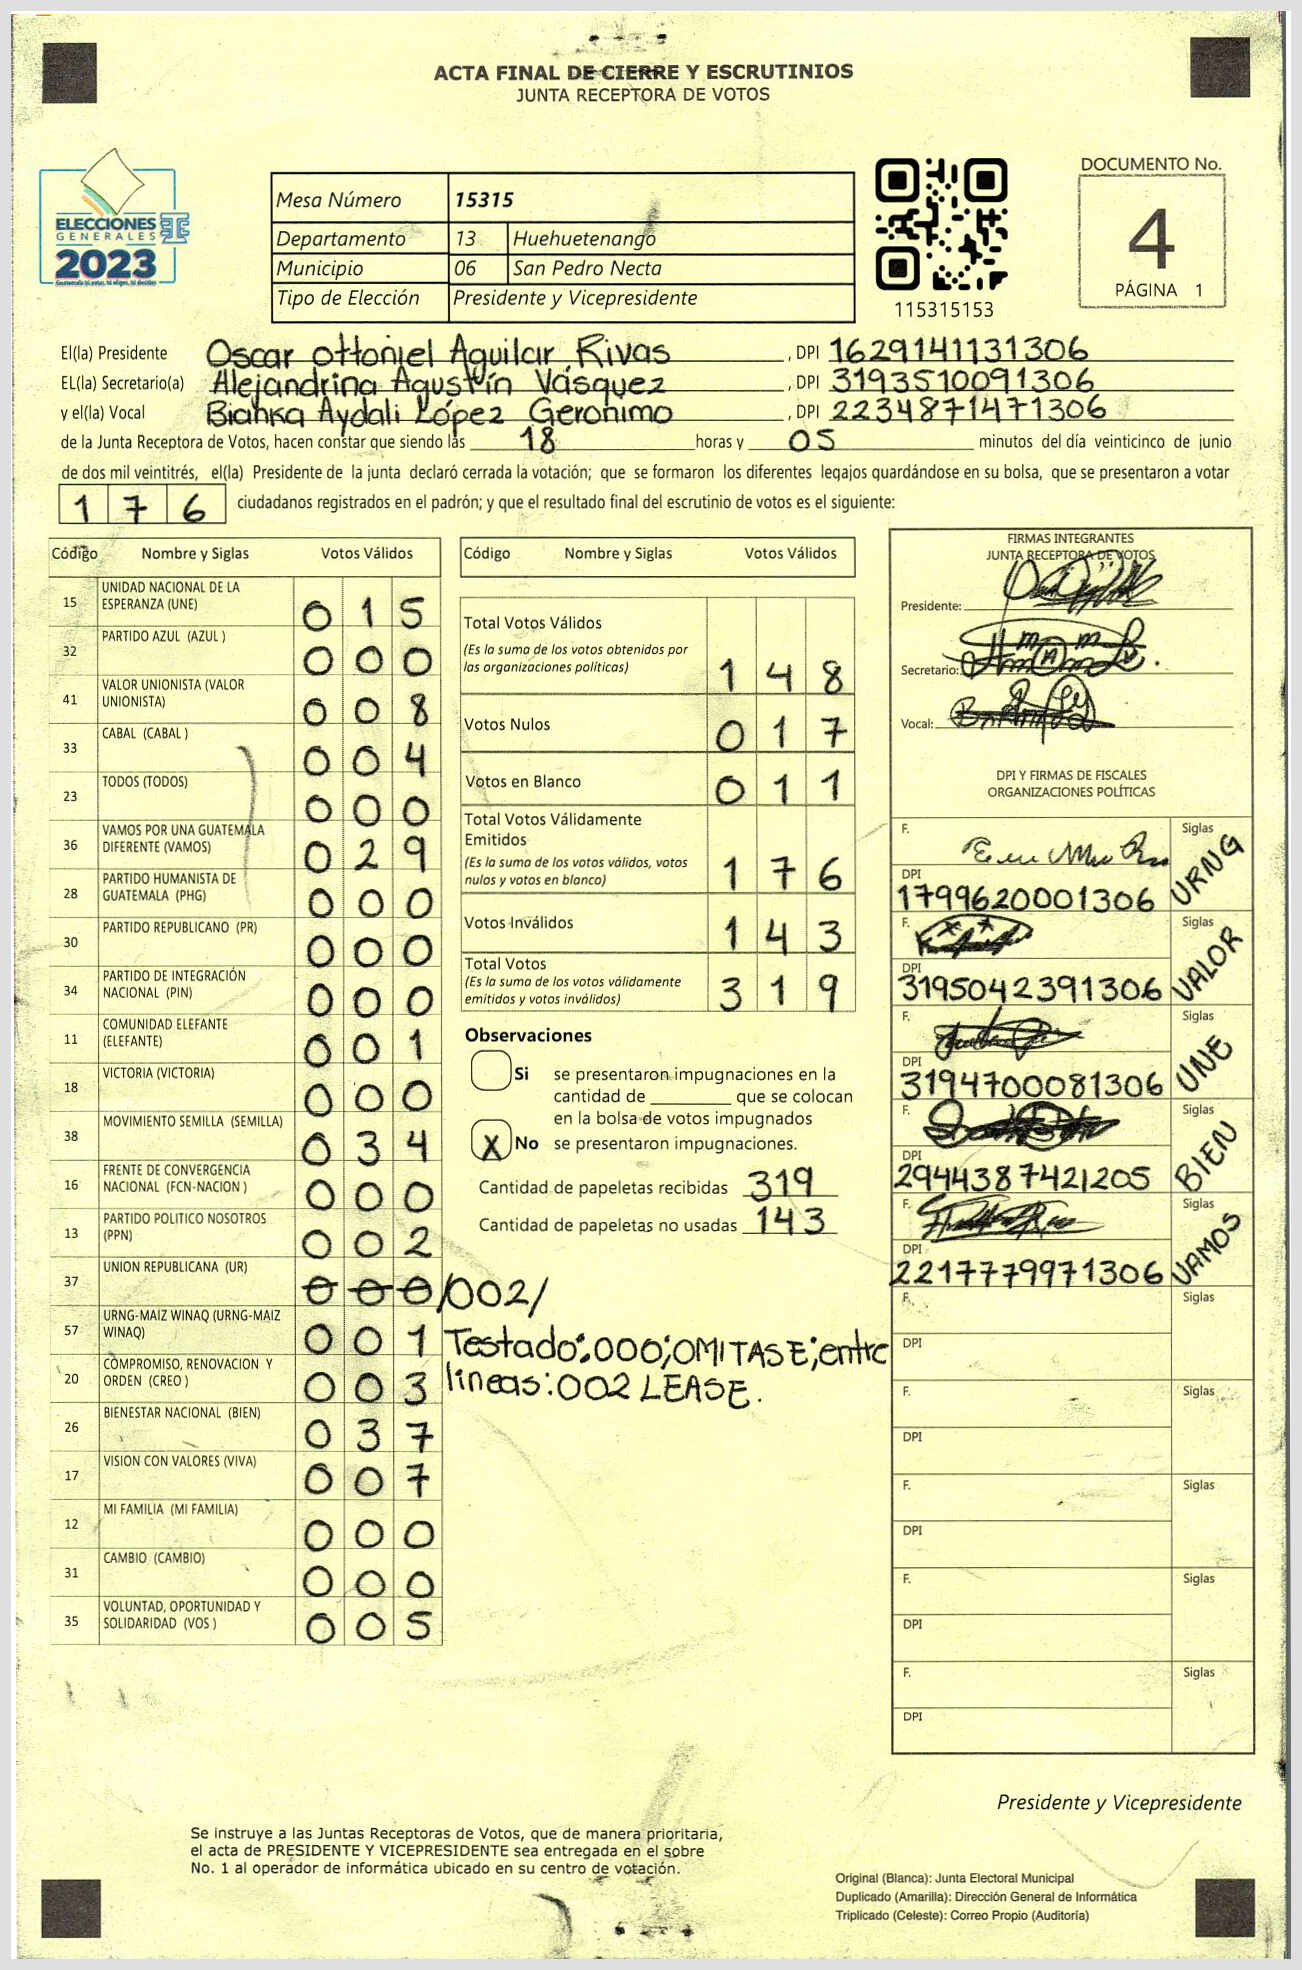 ACTA FINAL DE CIERRE Y ESCRUTINIOS
JUNTA RECEPTORA DE VOTOS
ELECCIONES
GENERALES
2023
Mesa Número 15315
Departamento 13 Huehuetenango
Municipio 06 San Pedro Necta
Tipo de Elección Presidente y Vicepresidente
115315153
DOCUMENTO No.
4
PÁGINA 1
El(la) Presidente Oscar Ottoniel Aguilar Rivas, DPI 1629141131306
EL(la) Secretario(a) Alejandrina Agustín Vásquez, DPI 3193510091306
y el(la) Vocal Bianka Aydali López Geronimo, DPI 2234871471306
de la Junta Receptora de Votos, hacen constar que siendo las 18 horas y 05 minutos del día veinticinco de junio
de dos mil veintitrés, el(la) Presidente de la junta declaró cerrada la votación; que se formaron los diferentes legajos guardándose en su bolsa, que se presentaron a votar
176 ciudadanos registrados en el padrón; y que el resultado final del escrutinio de votos es el siguiente:
Código Nombre y Siglas Votos Válidos
15 UNIDAD NACIONAL DE LA
ESPERANZA (UNE) 015
32 PARTIDO AZUL (AZUL ) 000
41 VALOR UNIONISTA (VALOR
UNIONISTA) 008
33 CABAL (CABAL ) 004
23 TODOS (TODOS) 000
36 VAMOS POR UNA GUATEMALA
DIFERENTE (VAMOS) 029
28 PARTIDO HUMANISTA DE
GUATEMALA (PHG) 000
30 PARTIDO REPUBLICANO (PR) 000
34 PARTIDO DE INTEGRACIÓN
NACIONAL (PIN) 000
11 COMUNIDAD ELEFANTE
(ELEFANTE) 001
18 VICTORIA (VICTORIA) 000
38 MOVIMIENTO SEMILLA (SEMILLA) 034
16 FRENTE DE CONVERGENCIA
NACIONAL (FCN-NACION ) 000
13 PARTIDO POLITICO NOSOTROS
(PPN) 002
37 UNION REPUBLICANA (UR) 000 /002/
57 URNG-MAIZ WINAQ (URNG-MAIZ
WINAQ) 001
20 COMPROMISO, RENOVACION Y
ORDEN (CREO ) 003
26 BIENESTAR NACIONAL (BIEN) 037
17 VISION CON VALORES (VIVA) 007
12 MI FAMILIA (MI FAMILIA) 000
31 CAMBIO (CAMBIO) 000
35 VOLUNTAD, OPORTUNIDAD Y
SOLIDARIDAD (VOS ) 005
Código Nombre y Siglas Votos Válidos
Total Votos Válidos
(Es la suma de los votos obtenidos por
las organizaciones políticas) 148
Votos Nulos 017
Votos en Blanco 011
Total Votos Válidamente
Emitidos
(Es la suma de los votos válidos, votos
nulos y votos en blanco) 176
Votos Inválidos 143
Total Votos
(Es la suma de los votos válidamente
emitidos y votos inválidos) 319
Observaciones
Si se presentaron impugnaciones en la
cantidad de ________ que se colocan
en la bolsa de votos impugnados
X No se presentaron impugnaciones.
Cantidad de papeletas recibidas 319
Cantidad de papeletas no usadas 143
Testado:.000;OMITASE;entre
líneas:002 LEASE.
FIRMAS INTEGRANTES
JUNTA RECEPTORA DE VOTOS
Presidente:
Secretario:
Vocal:
DPI Y FIRMAS DE FISCALES
ORGANIZACIONES POLÍTICAS
F. Siglas
DPI
1799620001306 URNG
F. Siglas
DPI
3195042391306 VALOR
F. Siglas
DPI
3194700081306 UNE
F. Siglas
DPI
2944387421205 BIEN
F. Siglas
DPI
2217779971306 VAMOS
F. Siglas
DPI
F. Siglas
DPI
F. Siglas
DPI
F. Siglas
DPI
F. Siglas
DPI
Presidente y Vicepresidente
Se instruye a las Juntas Receptoras de Votos, que de manera prioritaria,
el acta de PRESIDENTE Y VICEPRESIDENTE sea entregada en el sobre
No. 1 al operador de informática ubicado en su centro de votación.
Original (Blanca): Junta Electoral Municipal
Duplicado (Amarilla): Dirección General de Informática
Triplicado (Celeste): Correo Propio (Auditoría)